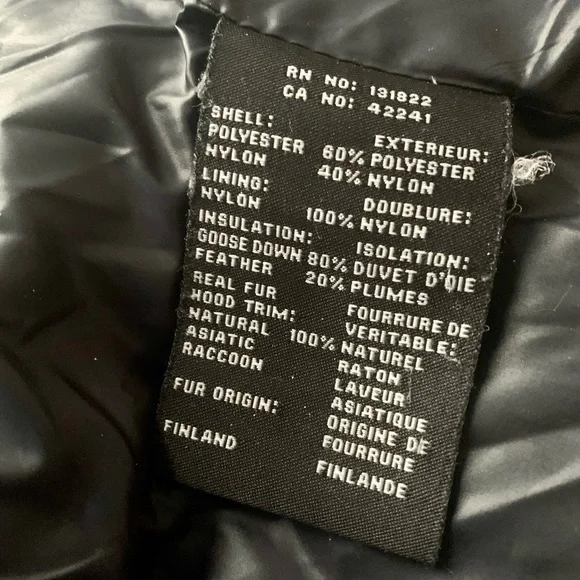 RN NO: 131822
CA NO: 42241
SHELL: EXTERIEUR:
POLYESTER 60% POLYESTER
NYLON 40% NYLON
LINING: DOUBLURE:
NYLON 100% NYLON
INSULATION: ISOLATION:
GOOSE DOWN 80% DUVET D'OIE
FEATHER 20% PLUMES
REAL FUR FOURRURE DE
HOOD TRIM: VERITABLE:
NATURAL 100% NATUREL
ASIATIC RATON
RACCOON LAVEUR
ASIATIQUE
FUR ORIGIN: ORIGINE DE
FOURRURE
FINLAND FINLANDE